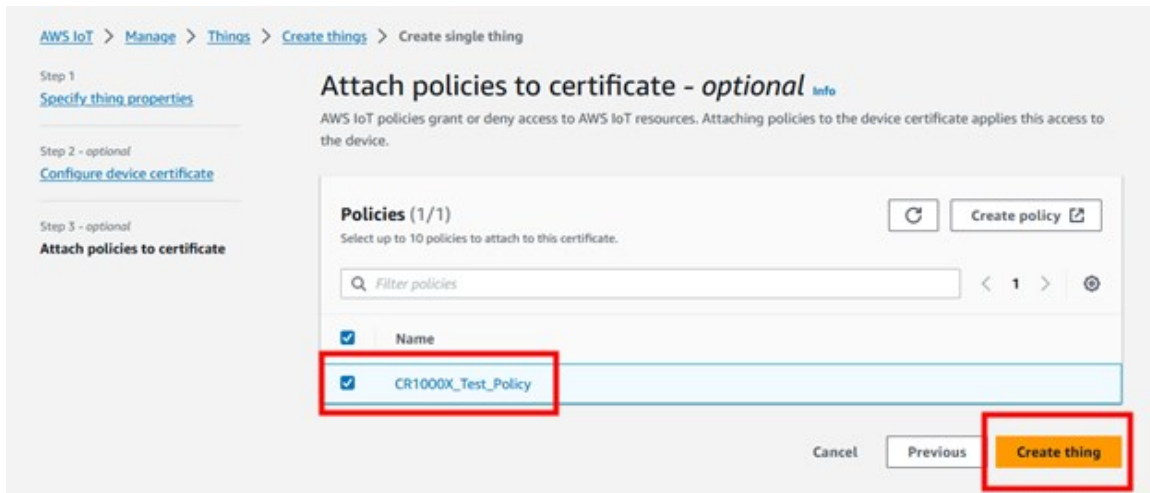 AWS IoT > Manage > Things > Create things > Create single thing
Step 1
Specify thing properties
Step 2 - optional
Configure device certificate
Step 3 - optional
Attach policies to certificate
Attach policies to certificate - optional Info
AWS IoT policies grant or deny access to AWS IoT resources. Attaching policies to the device certificate applies this access to
the device.
Policies (1/1)
Select up to 10 policies to attach to this certificate.
Create policy
Filter policies
< 1 >
Name
CR1000X_Test_Policy
Cancel Previous Create thing